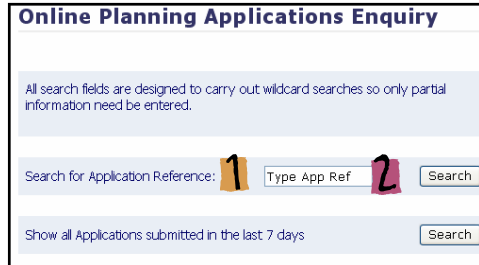 Online Planning Applications Enquiry
All search fields are designed to carry out wildcard searches so only partial
information need be entered.
Search for Application Reference: 1 Type App Ref 2 Search
Show all Applications submitted in the last 7 days Search